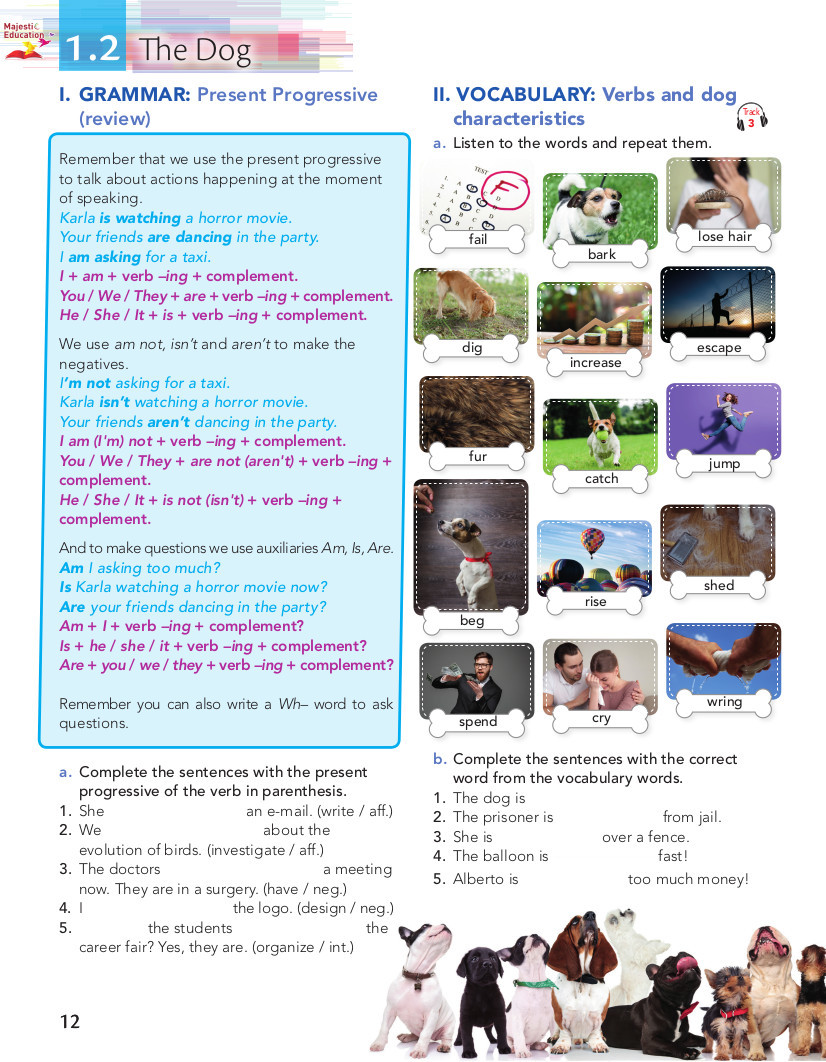 Majestic
Education ™
1.2 The Dog
I. GRAMMAR: Present Progressive
(review)
Remember that we use the present progressive
to talk about actions happening at the moment
of speaking.
Karla is watching a horror movie.
Your friends are dancing in the party.
I am asking for a taxi.
I + am + verb –ing + complement.
You / We / They + are + verb –ing + complement.
He / She / It + is + verb –ing + complement.
We use am not, isn’t and aren’t to make the
negatives.
I’m not asking for a taxi.
Karla isn’t watching a horror movie.
Your friends aren’t dancing in the party.
I am (I'm) not + verb –ing + complement.
You / We / They + are not (aren't) + verb –ing +
complement.
He / She / It + is not (isn't) + verb –ing +
complement.
And to make questions we use auxiliaries Am, Is, Are.
Am I asking too much?
Is Karla watching a horror movie now?
Are your friends dancing in the party?
Am + I + verb –ing + complement?
Is + he / she / it + verb –ing + complement?
Are + you / we / they + verb –ing + complement?
Remember you can also write a Wh– word to ask
questions.
a. Complete the sentences with the present
progressive of the verb in parenthesis.
1. She an e-mail. (write / aff.)
2. We about the
evolution of birds. (investigate / aff.)
3. The doctors a meeting
now. They are in a surgery. (have / neg.)
4. I the logo. (design / neg.)
5. the students the
career fair? Yes, they are. (organize / int.)
II. VOCABULARY: Verbs and dog
characteristics
Track
3
a. Listen to the words and repeat them.
TEST
F
fail
bark
lose hair
dig
increase
escape
fur
catch
jump
beg
rise
shed
spend
cry
wring
b. Complete the sentences with the correct
word from the vocabulary words.
1. The dog is
2. The prisoner is from jail.
3. She is over a fence.
4. The balloon is fast!
5. Alberto is too much money!
12